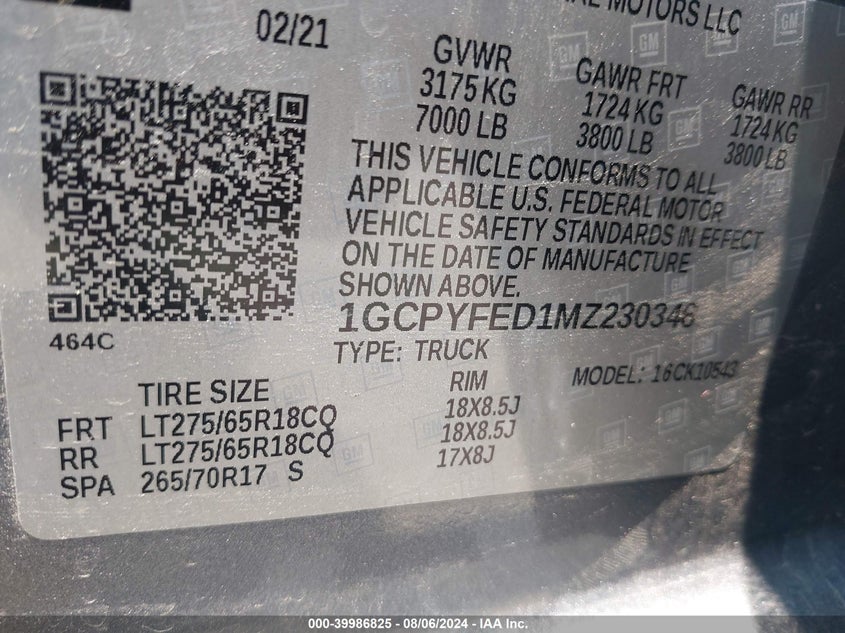 MOTORS LLC
02/21
GVWR
3175 KG
7000 LB
GAWR FRT
1724 KG
3800 LB
GAWR RR
1724 KG
3800 LB
THIS VEHICLE CONFORMS TO ALL
APPLICABLE U.S. FEDERAL MOTOR
VEHICLE SAFETY STANDARDS IN EFFECT
ON THE DATE OF MANUFACTURE
SHOWN ABOVE.
1GCPYFED1MZ230346
464C
TYPE: TRUCK
MODEL: 16CK10543
TIRE SIZE RIM
FRT LT275/65R18CQ 18X8.5J
RR LT275/65R18CQ 18X8.5J
SPA 265/70R17 S 17X8J
000-39986825 - 08/06/2024 - IAA Inc.